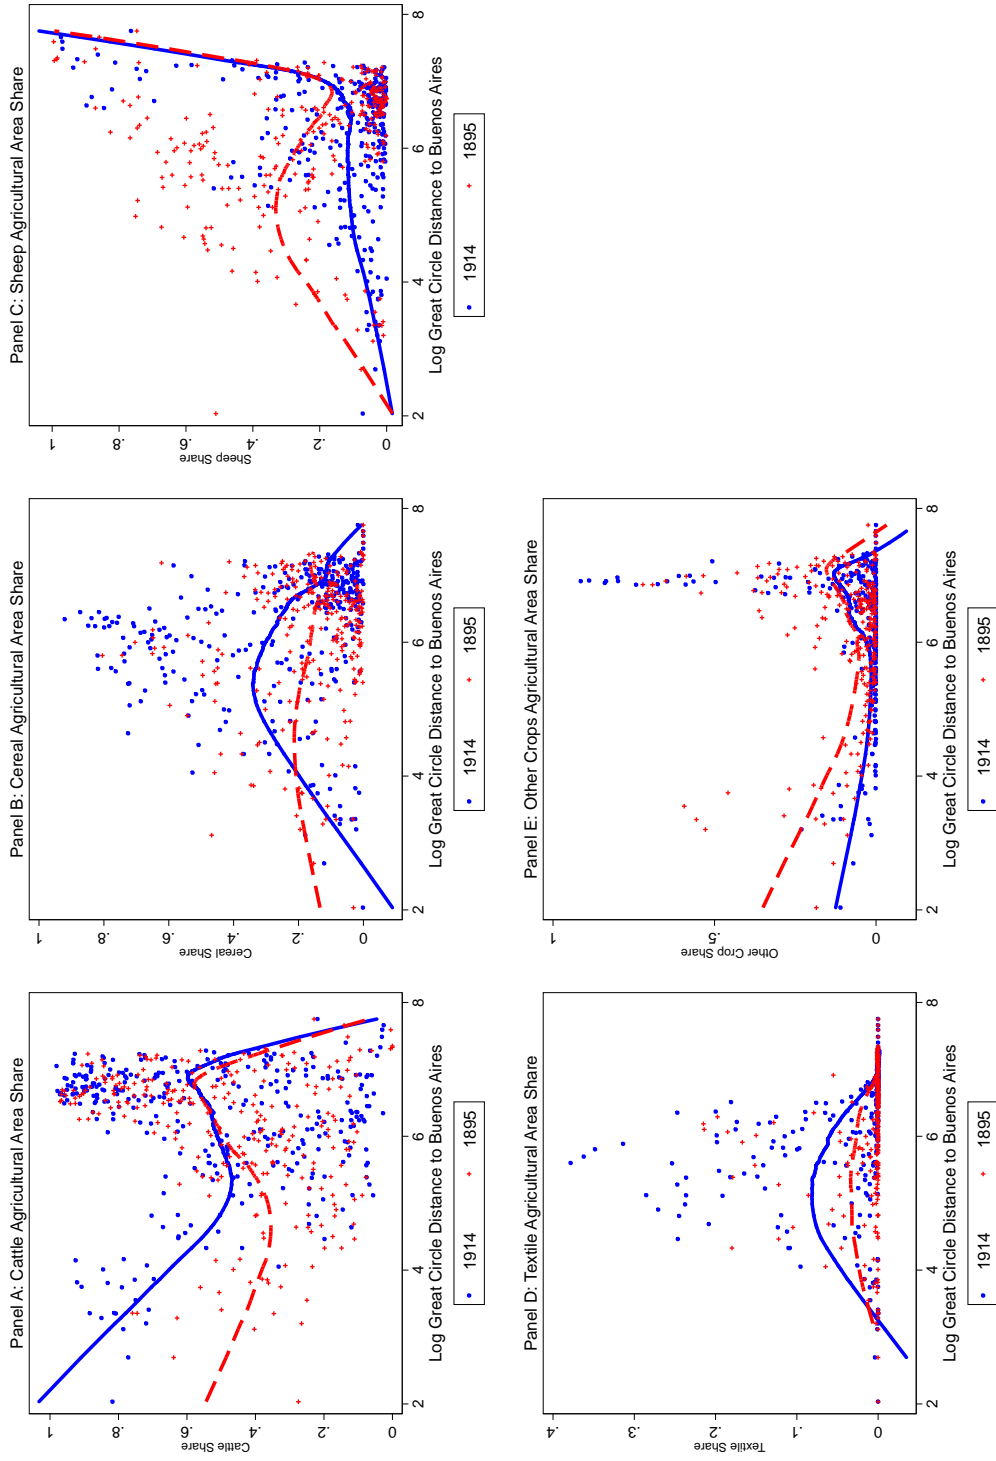 Panel A: Cattle Agricultural Area Share
Cattle Share
0 .2 .4 .6 .8 1
2 4 6 8
Log Great Circle Distance to Buenos Aires
1914 1895
Panel B: Cereal Agricultural Area Share
Cereal Share
0 .2 .4 .6 .8 1
2 4 6 8
Log Great Circle Distance to Buenos Aires
1914 1895
Panel C: Sheep Agricultural Area Share
Sheep Share
0 .2 .4 .6 .8 1
2 4 6 8
Log Great Circle Distance to Buenos Aires
1914 1895
Panel D: Textile Agricultural Area Share
Textile Share
0 .1 .2 .3 .4
2 4 6 8
Log Great Circle Distance to Buenos Aires
1914 1895
Panel E: Other Crops Agricultural Area Share
Other Crop Share
0 .5 1
2 4 6 8
Log Great Circle Distance to Buenos Aires
1914 1895